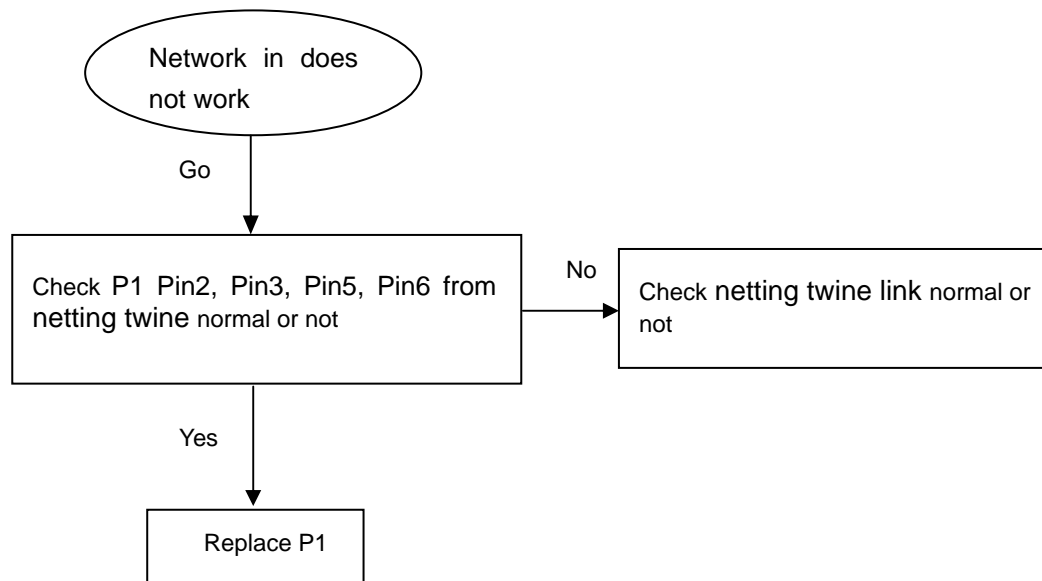 Network in does
not work
Go
Check P1 Pin2, Pin3, Pin5, Pin6 from
netting twine normal or not
No
Check netting twine link normal or
not
Yes
Replace P1